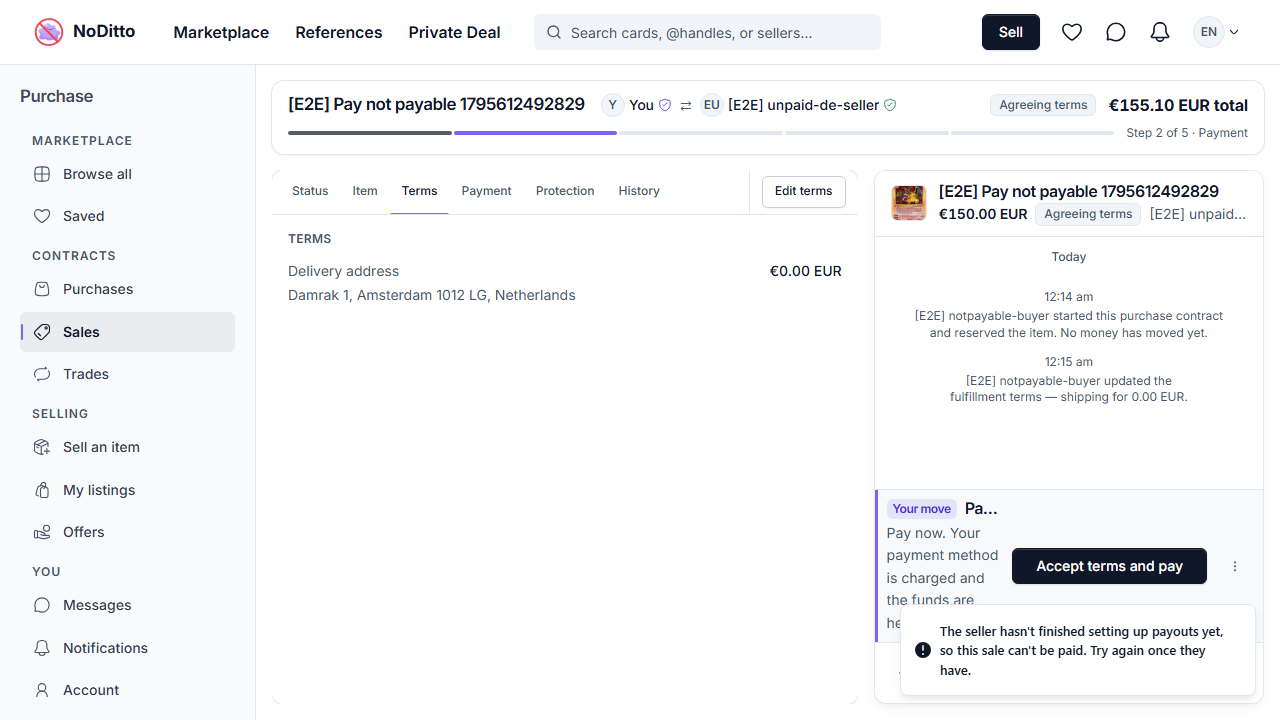 NoDitto
Marketplace
References
Private Deal
Search cards, @handles, or sellers...
Sell
EN
Purchase
MARKETPLACE
Browse all
Saved
CONTRACTS
Purchases
Sales
Trades
SELLING
Sell an item
My listings
Offers
YOU
Messages
Notifications
Account
[E2E] Pay not payable 1795612492829
Y You
EU [E2E] unpaid-de-seller
Agreeing terms
€155.10 EUR total
Step 2 of 5 · Payment
Status
Item
Terms
Payment
Protection
History
Edit terms
TERMS
Delivery address
€0.00 EUR
Damrak 1, Amsterdam 1012 LG, Netherlands
[E2E] Pay not payable 1795612492829
€150.00 EUR
Agreeing terms
[E2E] unpaid...
Today
12:14 am
[E2E] notpayable-buyer started this purchase contract
and reserved the item. No money has moved yet.
12:15 am
[E2E] notpayable-buyer updated the
fulfillment terms — shipping for 0.00 EUR.
Your move
Pa...
Pay now. Your
payment method
is charged and
the funds are
Accept terms and pay
The seller hasn't finished setting up payouts yet,
so this sale can't be paid. Try again once they
have.